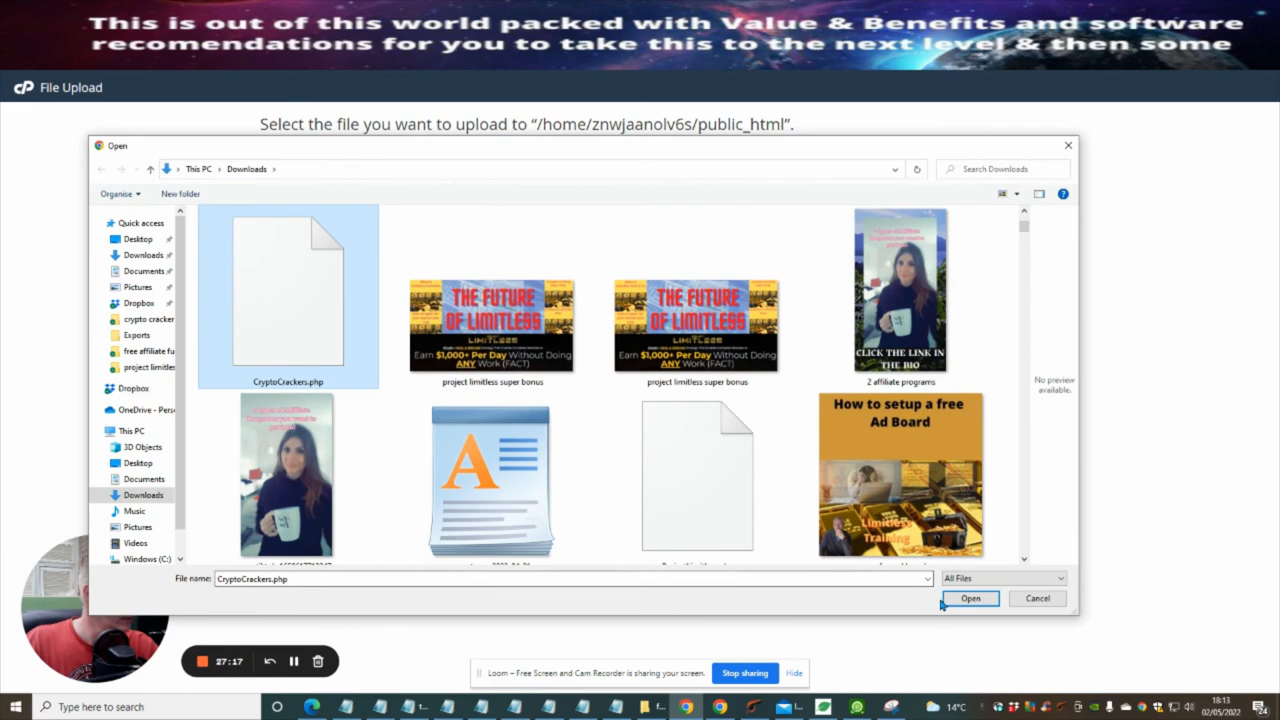 This is out of this world packed with Value & Benefits and software
recomendations for you to take this to the next level & then some
cP File Upload
Select the file you want to upload to “/home/znwjaanolv6s/public_html”.
Open
This PC
Downloads
Search Downloads
Organise
New folder
Quick access
Desktop
Downloads
Documents
Pictures
Dropbox
crypto cracker
Exports
free affiliate fu
project limitles
Dropbox
OneDrive - Pers
This PC
3D Objects
Desktop
Documents
Downloads
Music
Pictures
Videos
Windows (C:)
CryptoCrackers.php
THE FUTURE
OF LIMITLESS
LIMITLESS
Earn $1,000+ Per Day Without Doing
ANY Work (FACT)
project limitless super bonus
THE FUTURE
OF LIMITLESS
LIMITLESS
Earn $1,000+ Per Day Without Doing
ANY Work (FACT)
project limitless super bonus
CLICK THE LINK IN
THE BIO
2 affiliate programs
A
How to setup a free
Ad Board
Limitless
Training
No preview
available.
File name:
CryptoCrackers.php
All Files
Open
Cancel
27:17
Loom – Free Screen and Cam Recorder is sharing your screen.
Stop sharing
Hide
Type here to search
14°C
18:13
02/05/2022
24